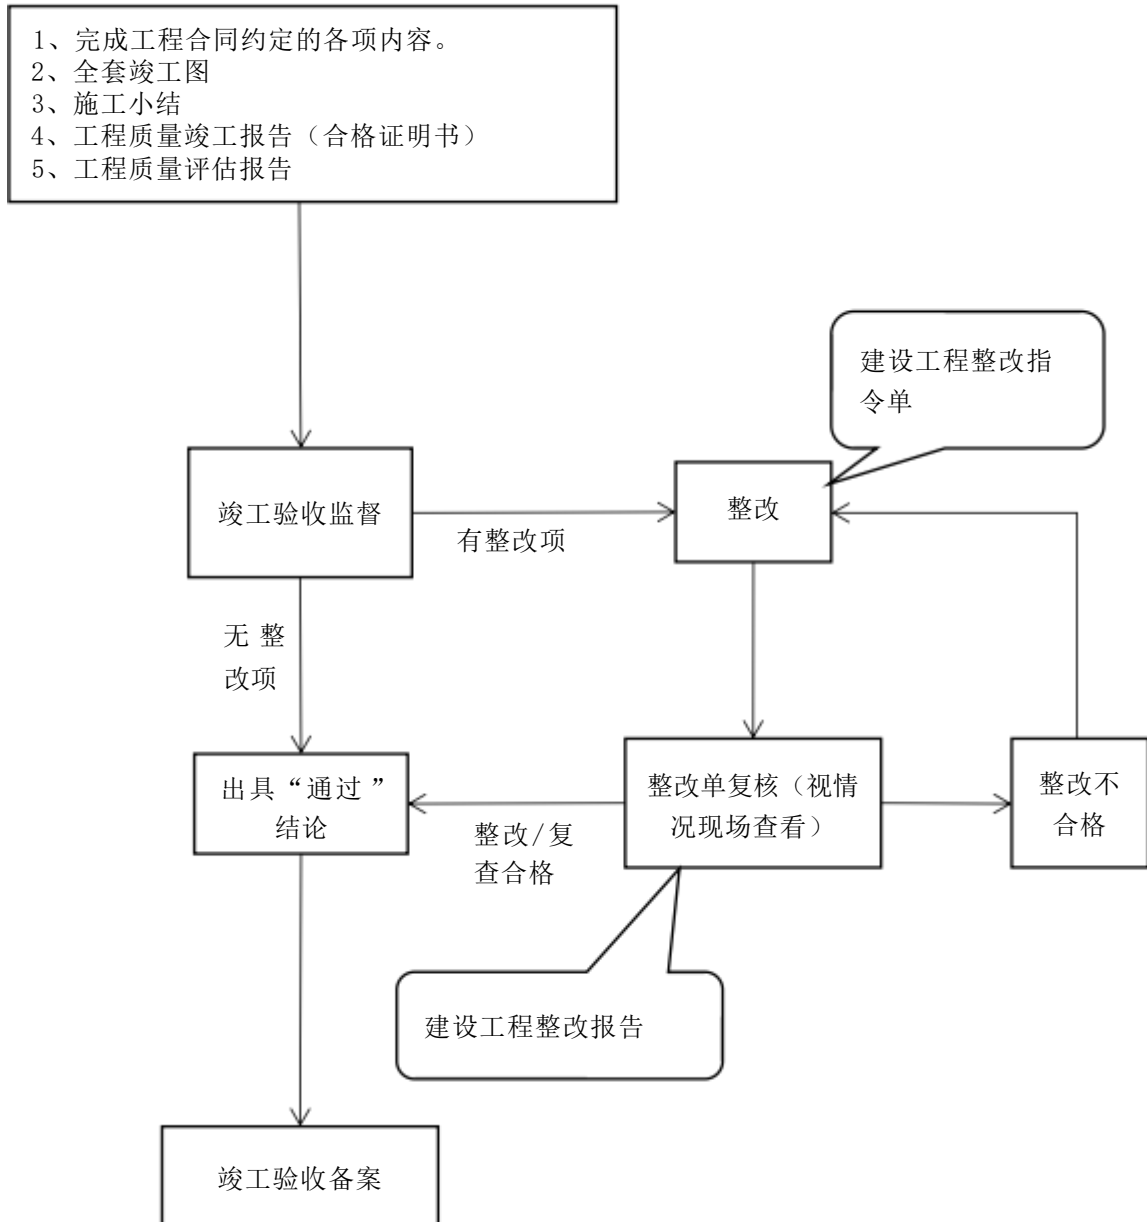 1、完成工程合同约定的各项内容。
2、全套竣工图
3、施工小结
4、工程质量竣工报告（合格证明书）
5、工程质量评估报告
建设工程整改指
令单
竣工验收监督
有整改项
整改
无 整
改项
出具“通过”
结论
整改/复
查合格
整改单复核（视情
况现场查看）
整改不
合格
建设工程整改报告
竣工验收备案